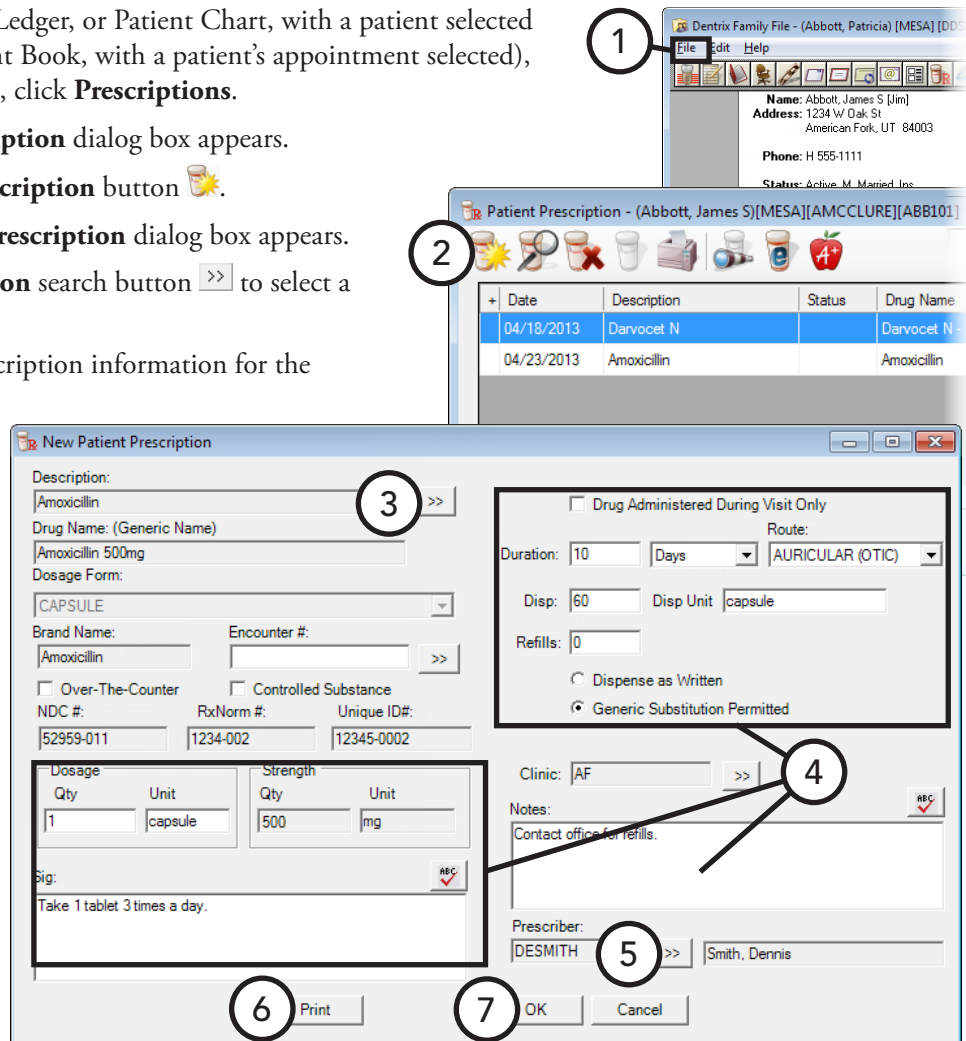 Ledger, or Patient Chart, with a patient selected
nt Book, with a patient's appointment selected),
, click Prescriptions.
iption dialog box appears.
scription button .
Prescription dialog box appears.
on search button >> to select a
cription information for the
1
Dentrix Family File - (Abbott, Patricia) [MESA] [DDS
File Edit Help
Name: Abbott, James S [Jim]
Address: 1234 W Oak St
American Fork, UT 84003
Phone: H 555-1111
Status: Active, M, Married, Ins
Patient Prescription - (Abbott, James S)[MESA][AMCCLURE][ABB101]
2
+ Date Description Status Drug Name
04/18/2013 Darvocet N Darvocet N -
04/23/2013 Amoxicillin Amoxicillin
New Patient Prescription
Description:
Amoxicillin 3 >>
Drug Name: (Generic Name)
Amoxicillin 500mg
Dosage Form:
CAPSULE
Brand Name: Encounter #:
Amoxicillin >>
Over-The-Counter Controlled Substance
NDC #: RxNorm #: Unique ID#:
52959-011 1234-002 12345-0002
Dosage Strength
Qty Unit Qty Unit
1 capsule 500 mg
Sig: ABC
Take 1 tablet 3 times a day.
Drug Administered During Visit Only
Route:
Duration: 10 Days AURICULAR (OTIC)
Disp: 60 Disp Unit capsule
Refills: 0
Dispense as Written
Generic Substitution Permitted
4
Clinic: AF >>
Notes: ABC
Contact office for refills.
Prescriber:
DESMITH 5 >> Smith, Dennis
6 Print 7 OK Cancel